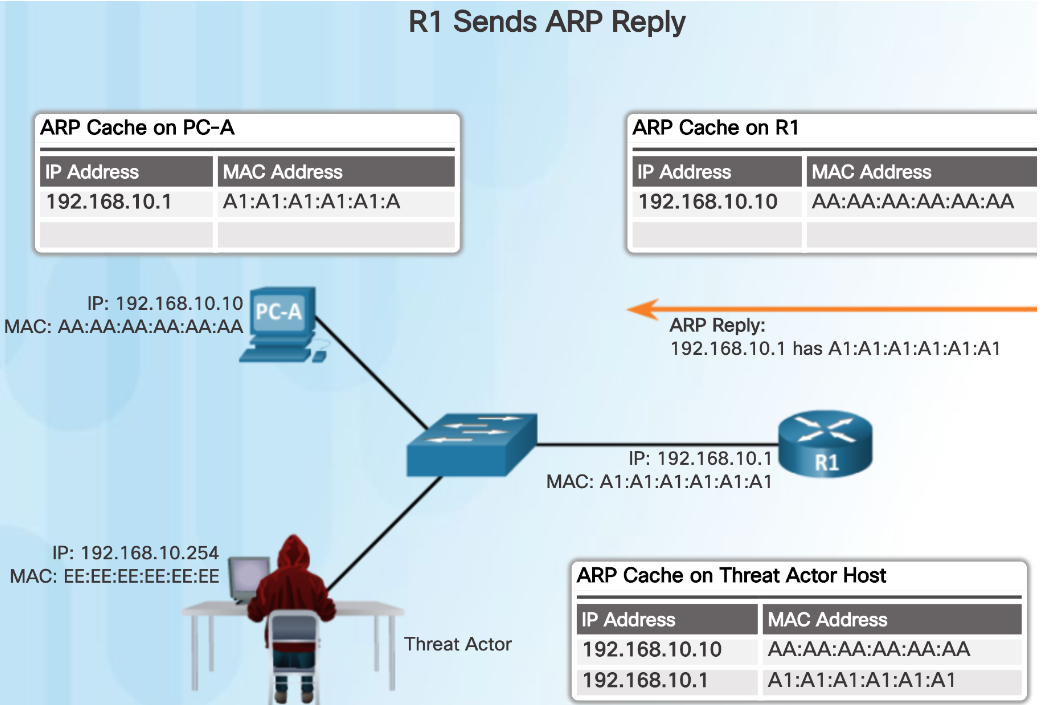 R1 Sends ARP Reply
ARP Cache on PC-A
IP Address MAC Address
192.168.10.1 A1:A1:A1:A1:A1:A
ARP Cache on R1
IP Address MAC Address
192.168.10.10 AA:AA:AA:AA:AA:AA
IP: 192.168.10.10
MAC: AA:AA:AA:AA:AA:AA
PC-A
ARP Reply:
192.168.10.1 has A1:A1:A1:A1:A1:A1
IP: 192.168.10.1
MAC: A1:A1:A1:A1:A1:A1
R1
IP: 192.168.10.254
MAC: EE:EE:EE:EE:EE:EE
Threat Actor
ARP Cache on Threat Actor Host
IP Address MAC Address
192.168.10.10 AA:AA:AA:AA:AA:AA
192.168.10.1 A1:A1:A1:A1:A1:A1